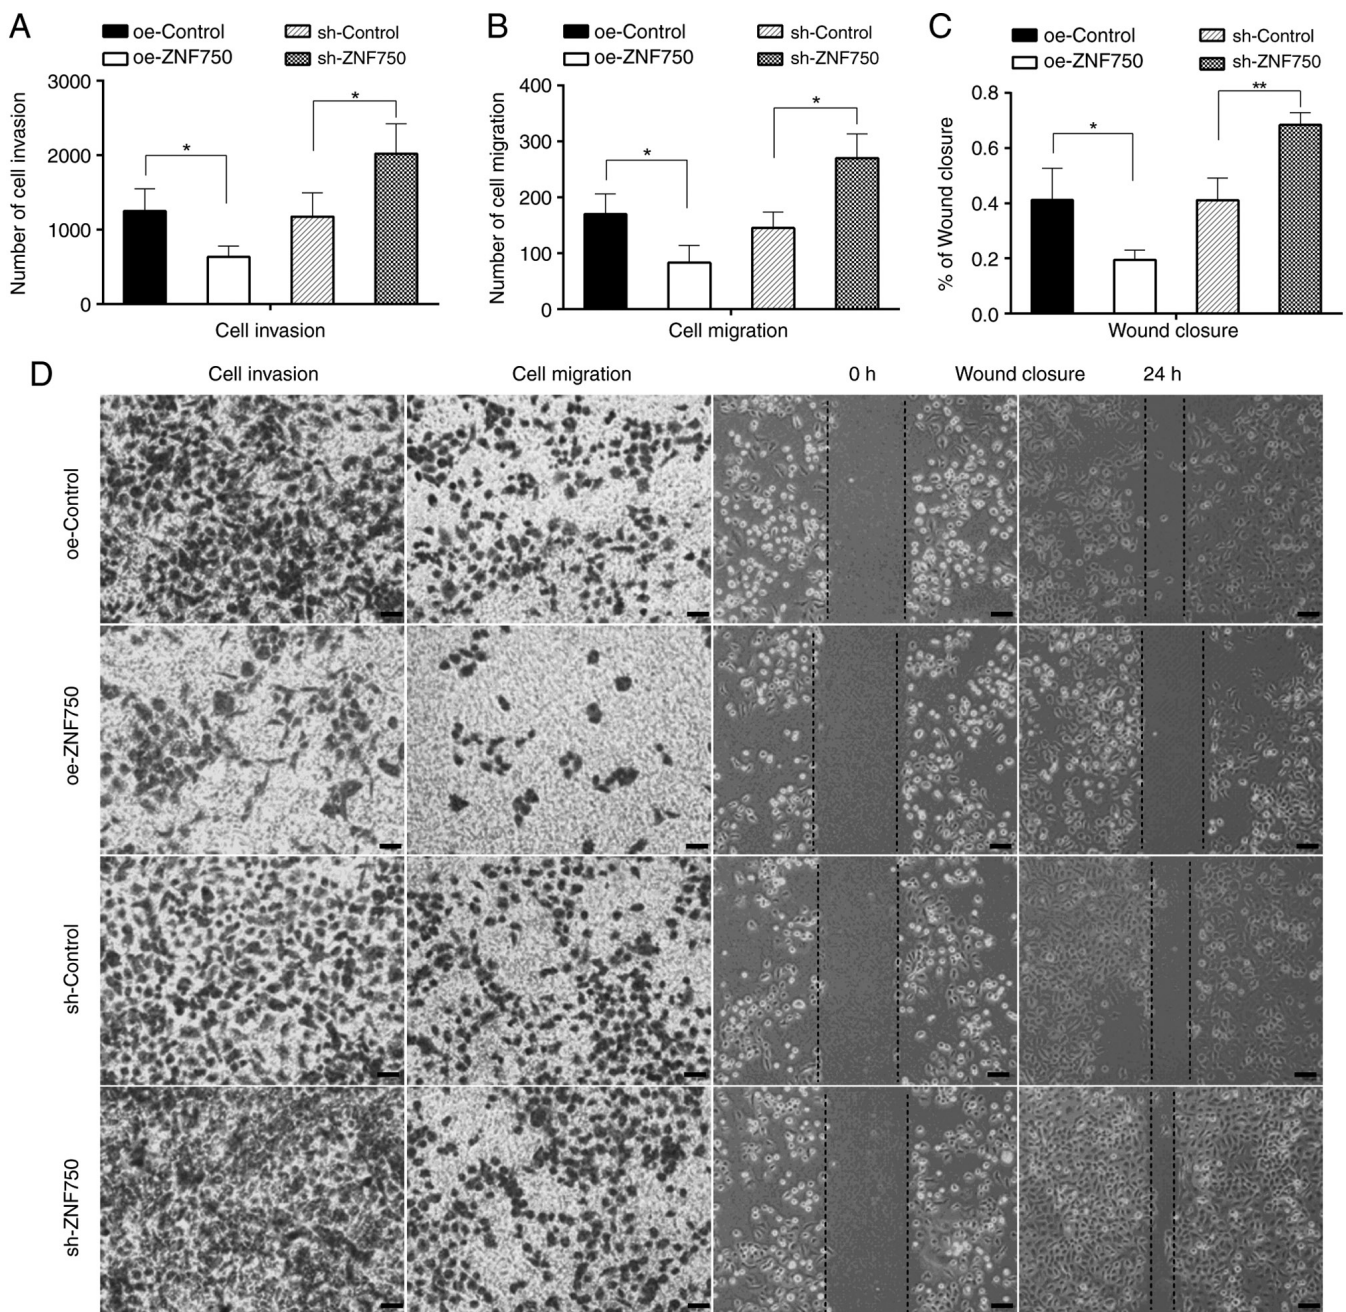 A
oe-Control
sh-Control
oe-ZNF750
sh-ZNF750
Number of cell invasion
3000
2000
1000
0
*
*
Cell invasion
B
oe-Control
sh-Control
oe-ZNF750
sh-ZNF750
Number of cell migration
400
300
200
100
0
*
*
Cell migration
C
oe-Control
sh-Control
oe-ZNF750
sh-ZNF750
% of Wound closure
0.8
0.6
0.4
0.2
0.0
*
**
Wound closure
D
Cell invasion
Cell migration
0 h
Wound closure
24 h
oe-Control
oe-ZNF750
sh-Control
sh-ZNF750